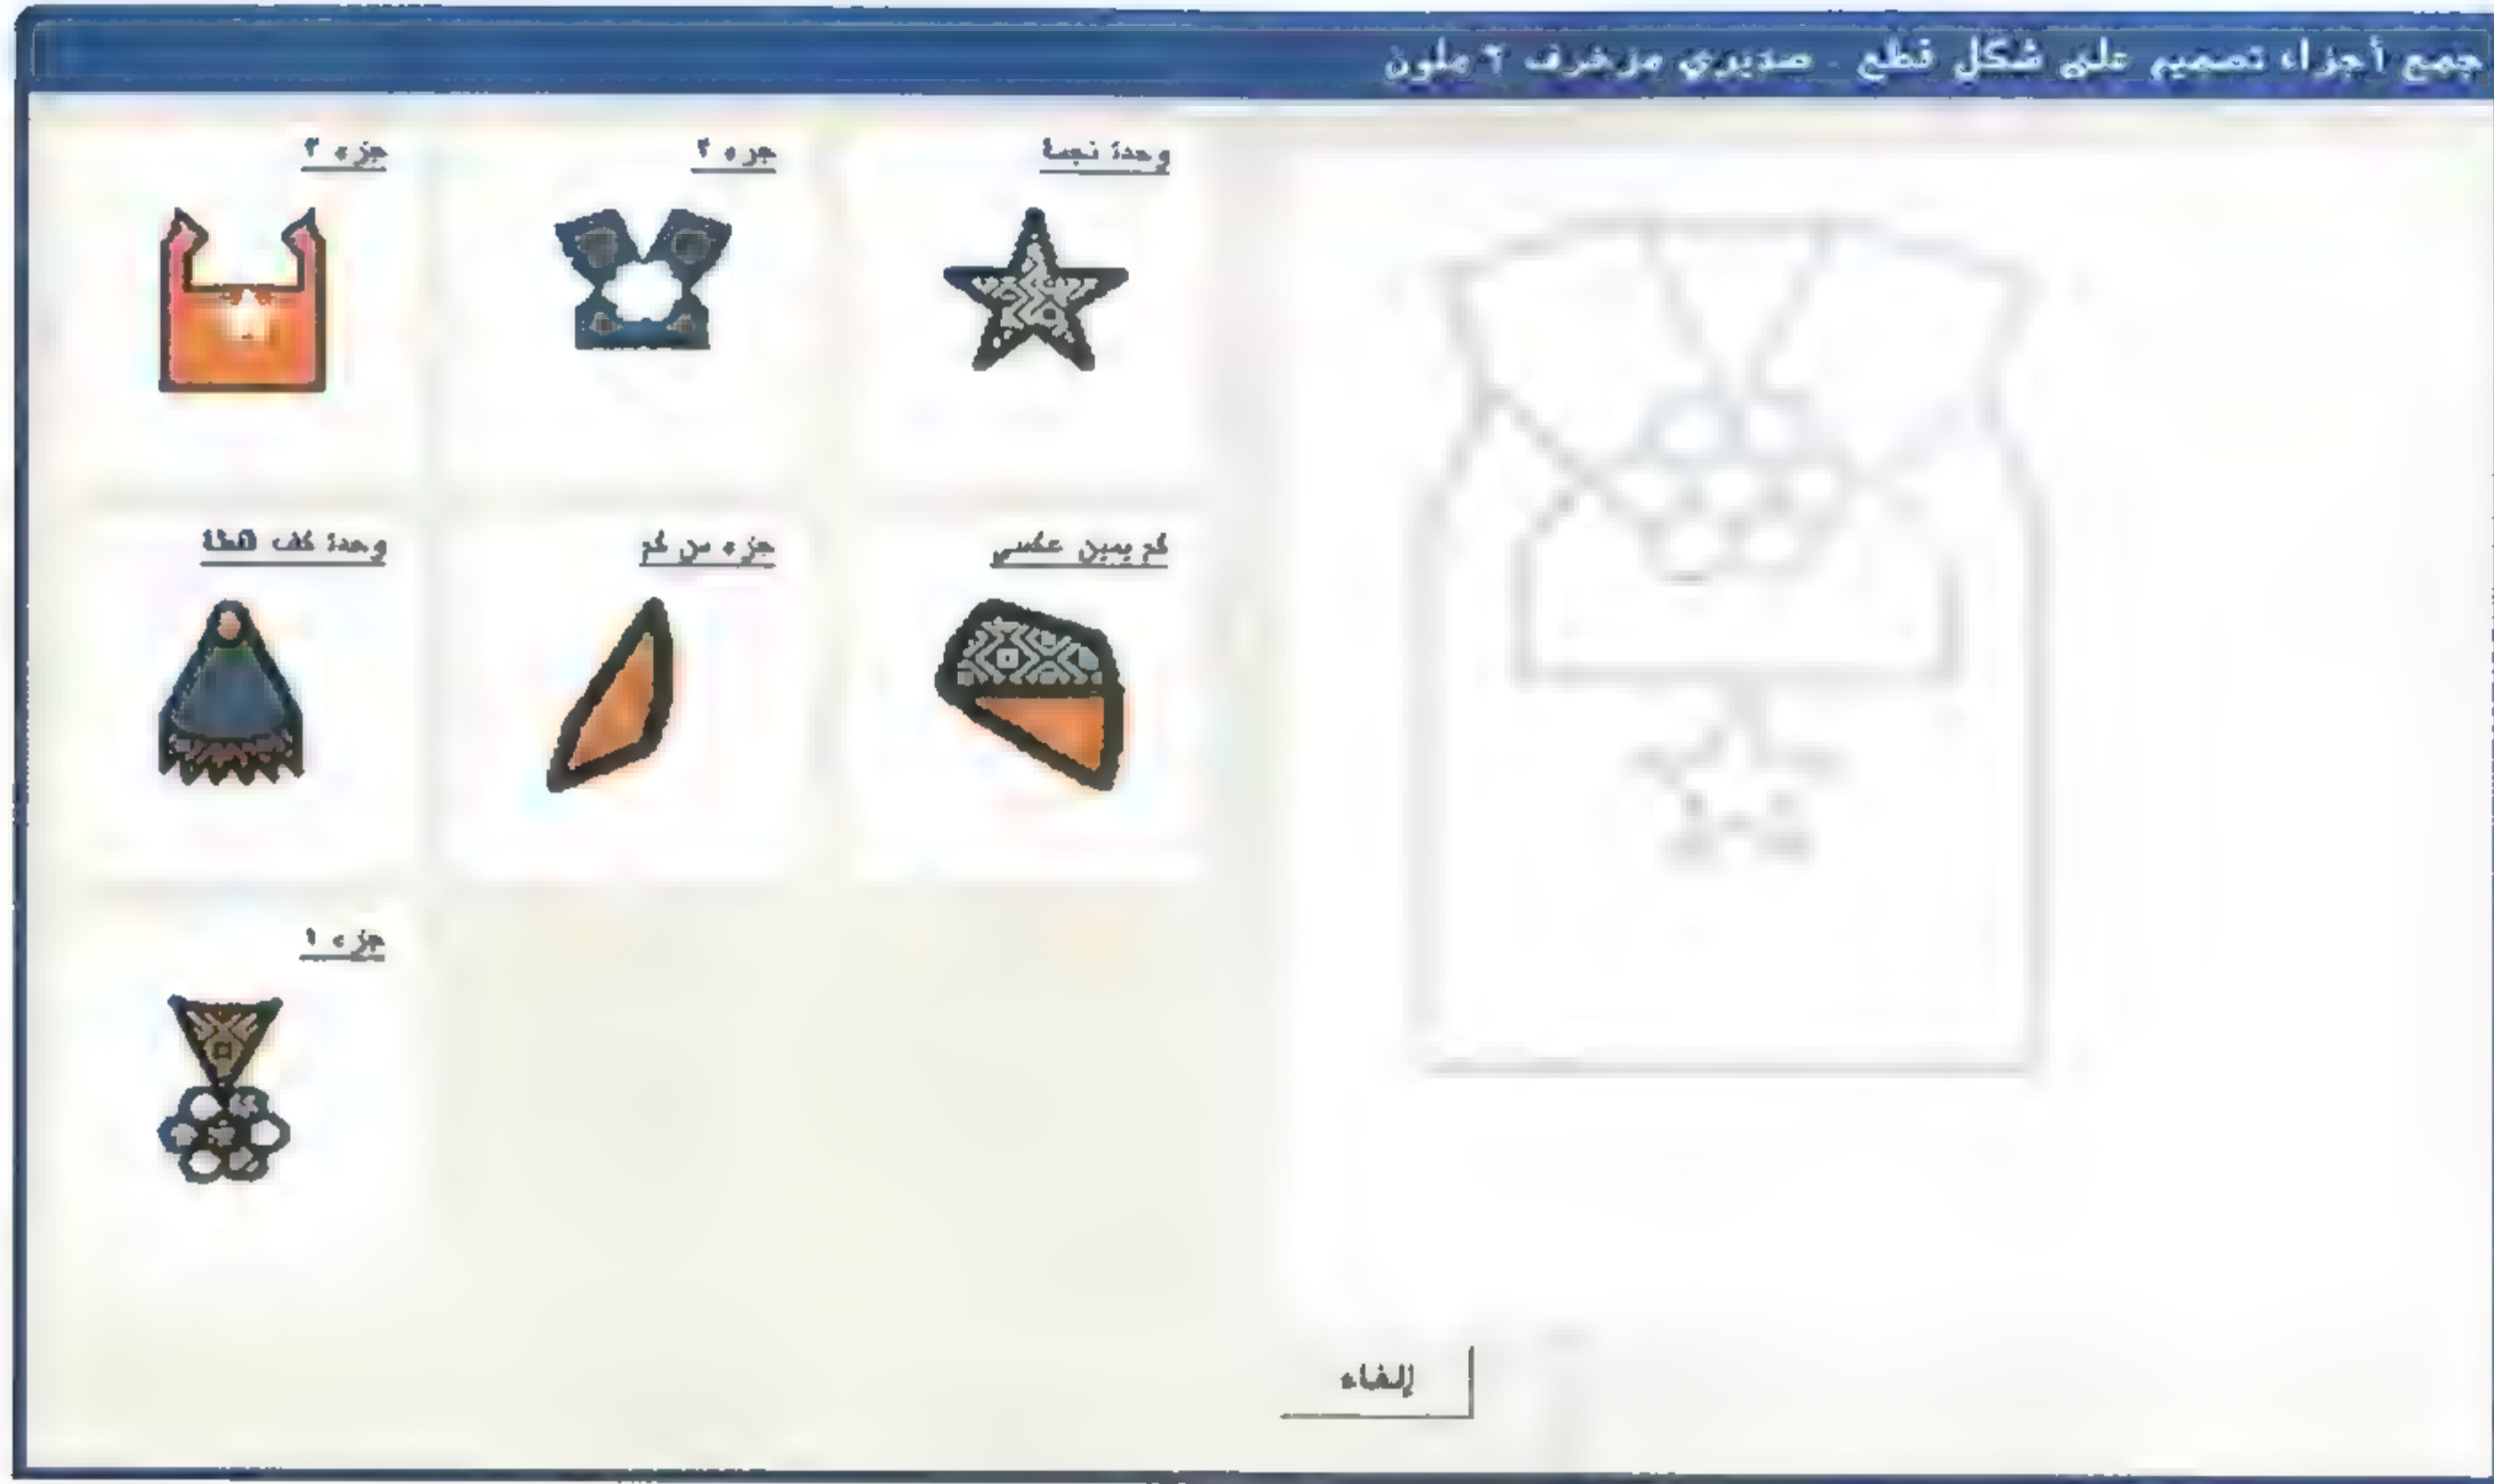 جمع أجزاء تصميم على شكل قطع - صديري مزخرف ٢ ملون
وحدة نجمة
جزء ٢
جزء ٣
كم يمين عكسي
جزء من كم
وحدة كف
جزء ١
إلغاء